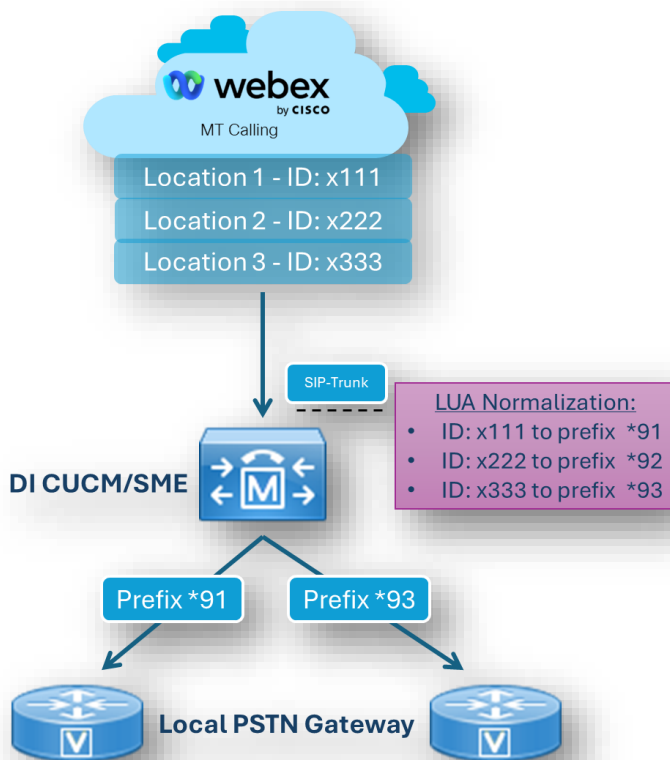 webex
by CISCO
MT Calling
Location 1 - ID: x111
Location 2 - ID: x222
Location 3 - ID: x333
SIP-Trunk
LUA Normalization:
• ID: x111 to prefix *91
• ID: x222 to prefix *92
• ID: x333 to prefix *93
DI CUCM/SME
M
Prefix *91
Prefix *93
Local PSTN Gateway
V
V